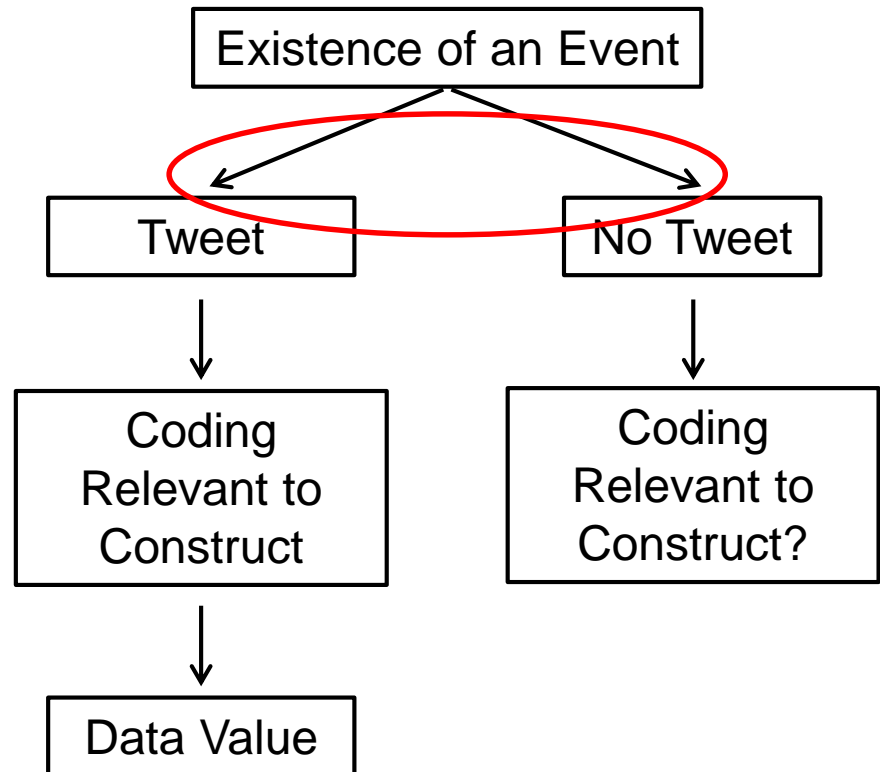 Existence of an Event
Tweet
No Tweet
Coding
Relevant to
Construct
Coding
Relevant to
Construct?
Data Value